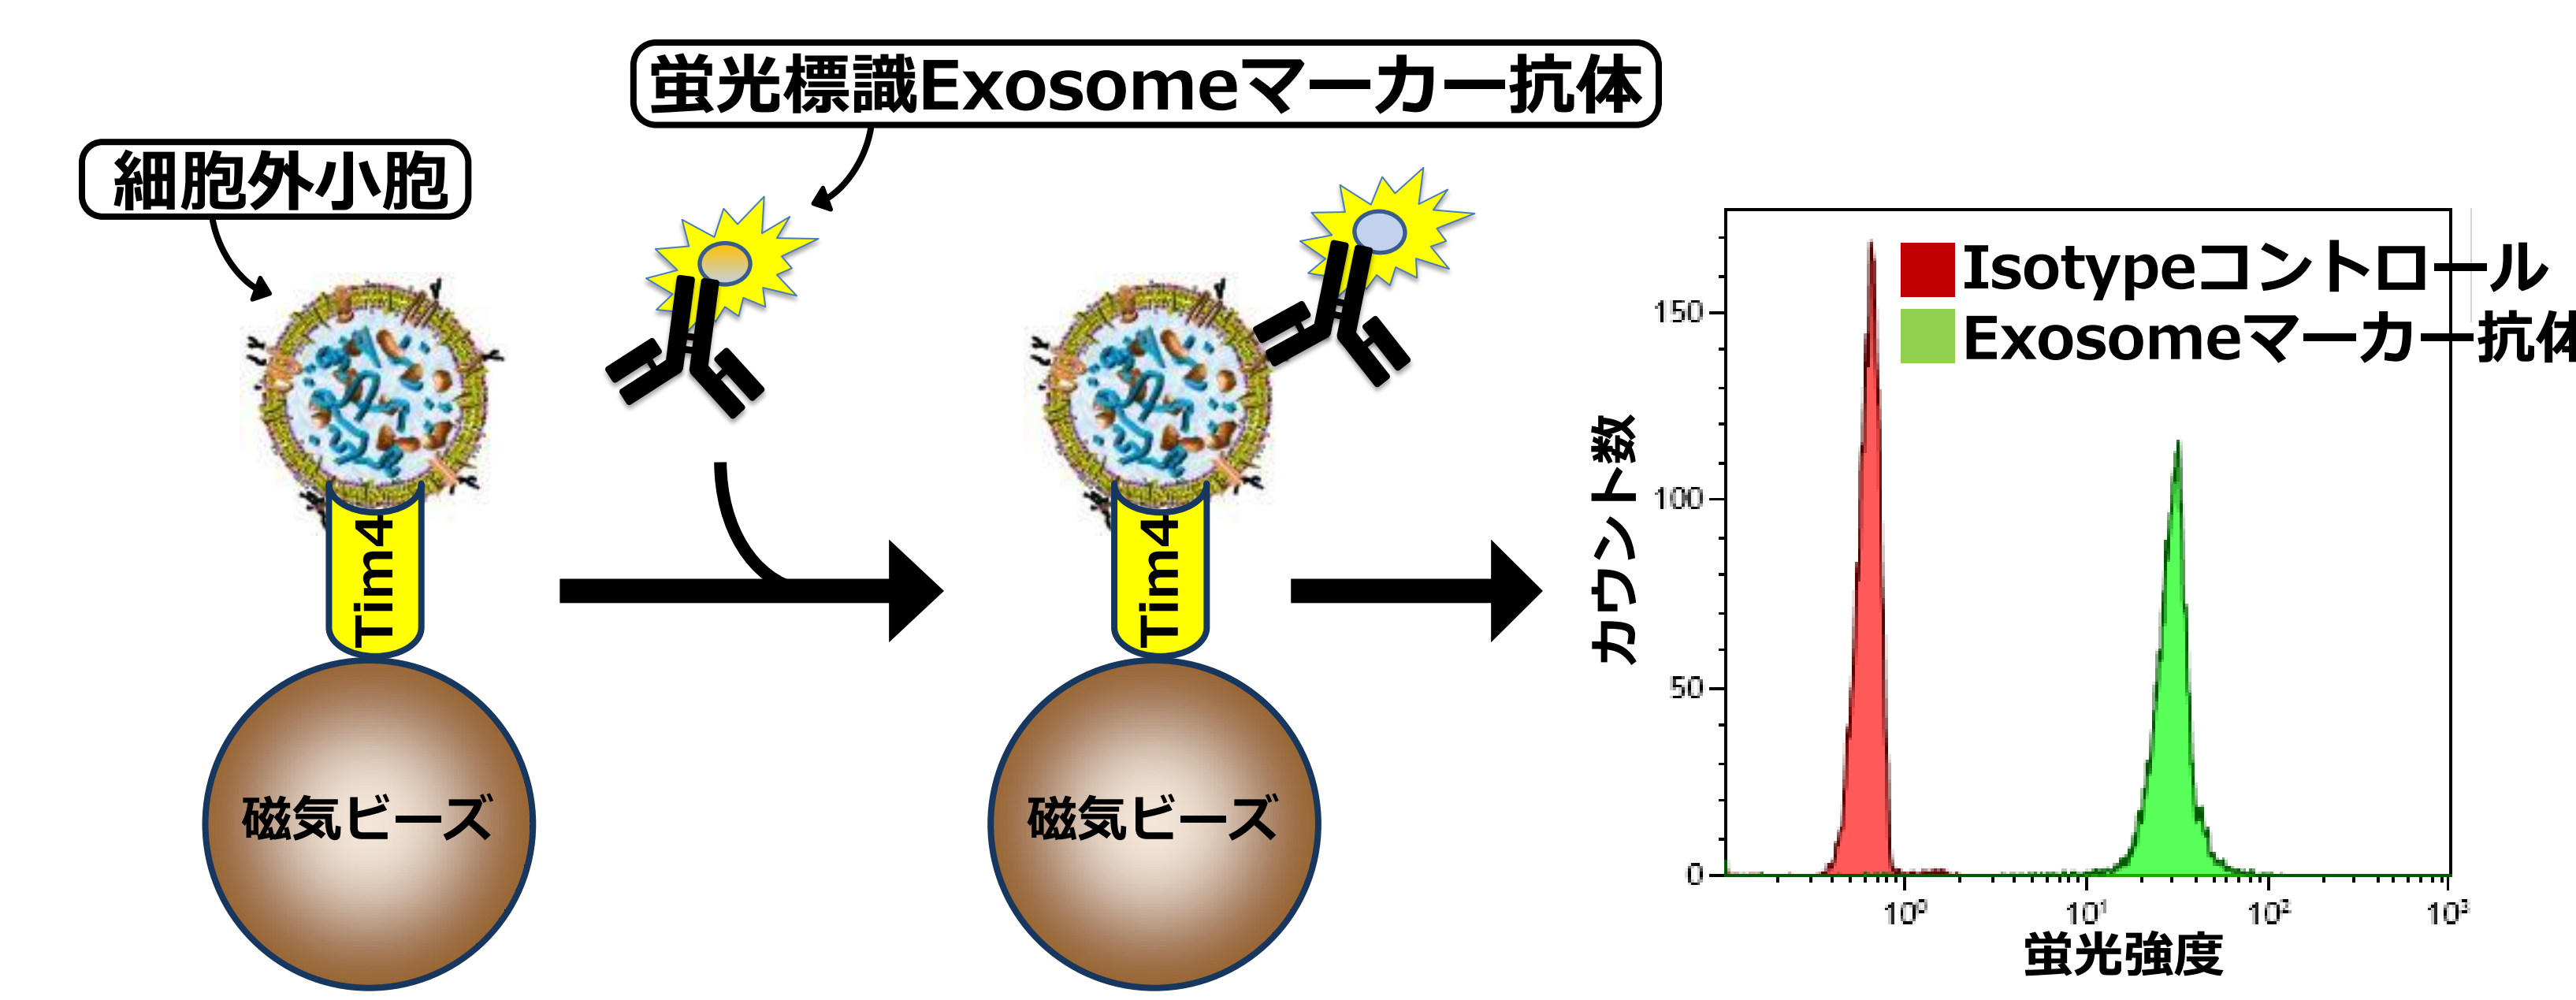 蛍光標識Exosomeマーカー抗体
細胞外小胞
Tim4
磁気ビーズ
Tim4
磁気ビーズ
Isotypeコントロール
Exosomeマーカー抗体
カウント数
150
100
50
0
10⁰
10¹
10²
10³
蛍光強度